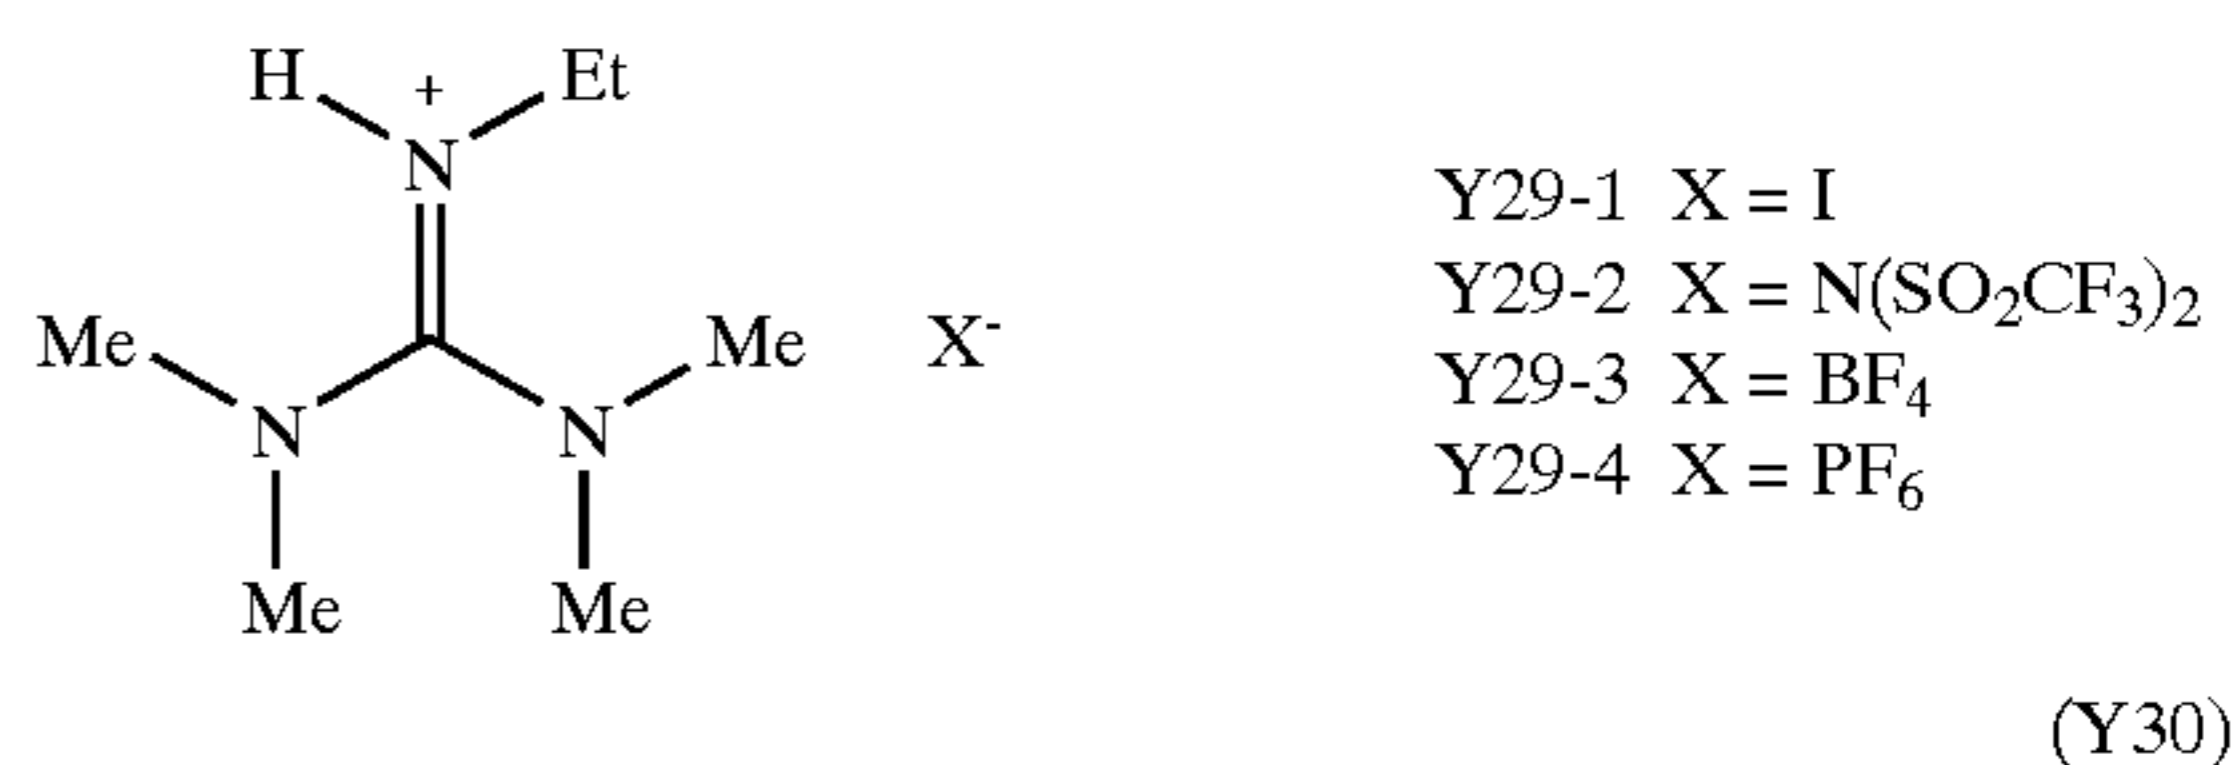 H + Et
N
Me Me X-
N N
Me Me
Y29-1 X = I
Y29-2 X = N(SO2CF3)2
Y29-3 X = BF4
Y29-4 X = PF6
(Y30)